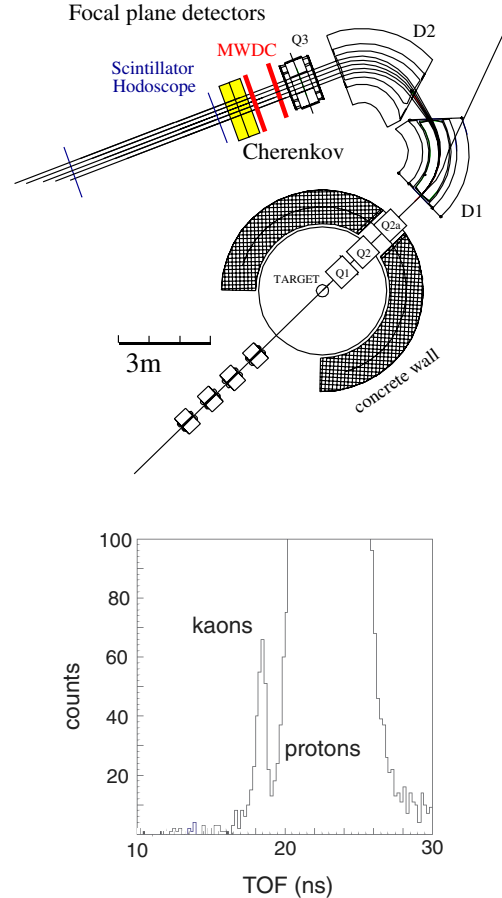 Focal plane detectors
D2
Q3
MWDC
Scintillator
Hodoscope
Cherenkov
D1
Q2a
Q2
Q1
TARGET
3m
concrete wall
100
80
60
40
20
counts
kaons
protons
10
20
30
TOF (ns)